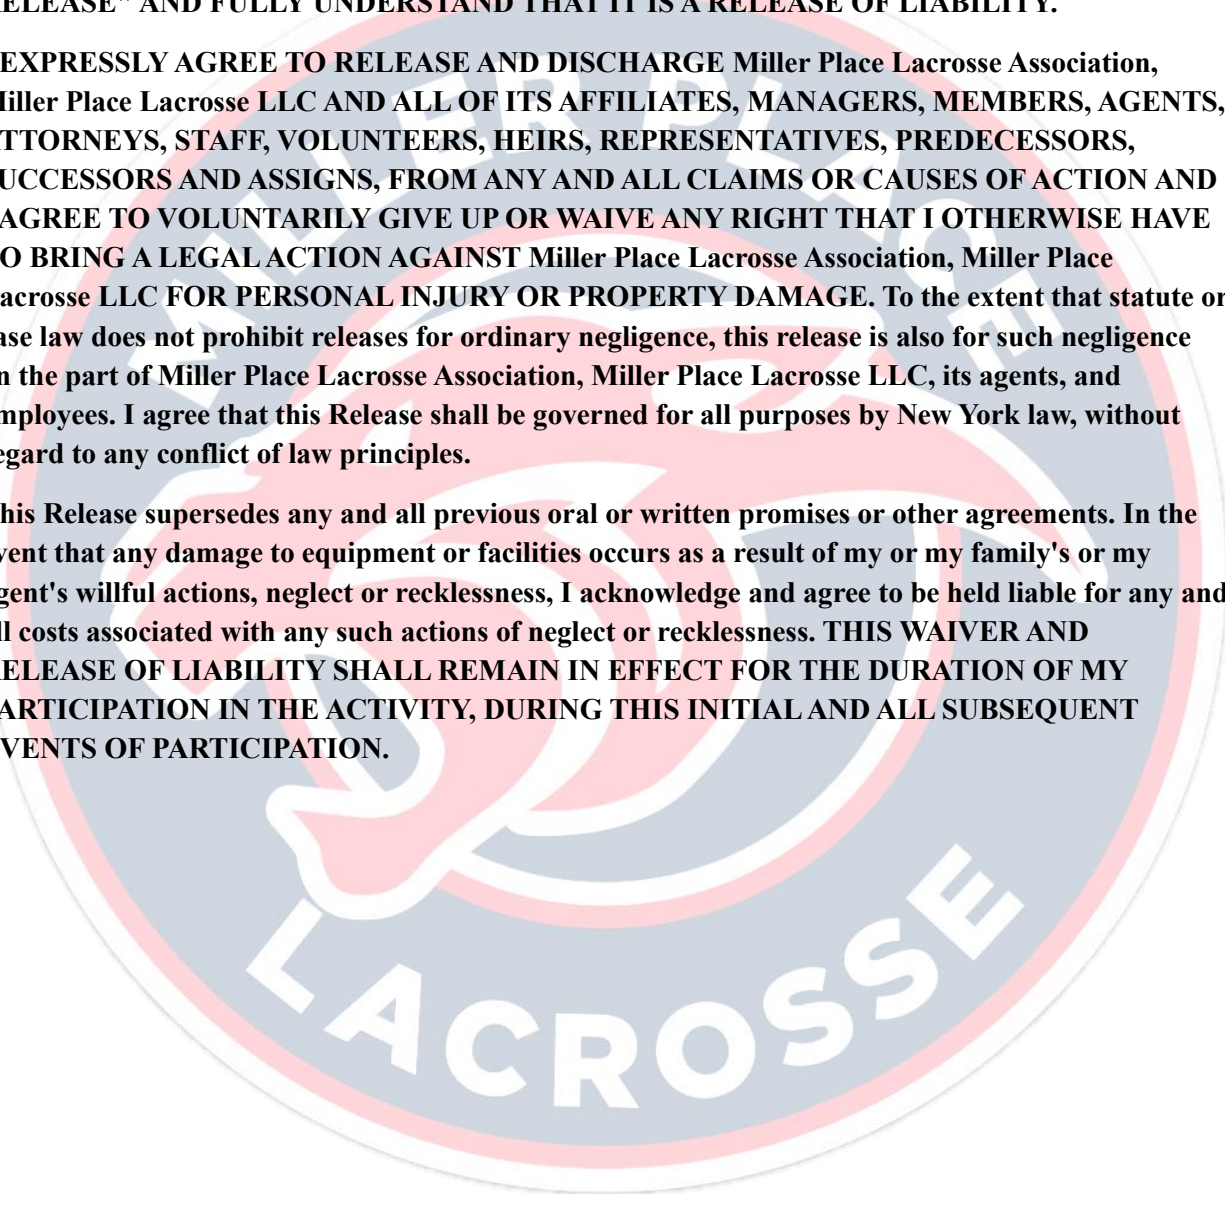 RELEASE" AND FULLY UNDERSTAND THAT IT IS A RELEASE OF LIABILITY.
EXPRESSLY AGREE TO RELEASE AND DISCHARGE Miller Place Lacrosse Association,
Miller Place Lacrosse LLC AND ALL OF ITS AFFILIATES, MANAGERS, MEMBERS, AGENTS,
ATTORNEYS, STAFF, VOLUNTEERS, HEIRS, REPRESENTATIVES, PREDECESSORS,
SUCCESSORS AND ASSIGNS, FROM ANY AND ALL CLAIMS OR CAUSES OF ACTION AND
AGREE TO VOLUNTARILY GIVE UP OR WAIVE ANY RIGHT THAT I OTHERWISE HAVE
TO BRING A LEGAL ACTION AGAINST Miller Place Lacrosse Association, Miller Place
Lacrosse LLC FOR PERSONAL INJURY OR PROPERTY DAMAGE. To the extent that statute or
ase law does not prohibit releases for ordinary negligence, this release is also for such negligence
n the part of Miller Place Lacrosse Association, Miller Place Lacrosse LLC, its agents, and
mployees. I agree that this Release shall be governed for all purposes by New York law, without
egard to any conflict of law principles.
his Release supersedes any and all previous oral or written promises or other agreements. In the
vent that any damage to equipment or facilities occurs as a result of my or my family's or my
gent's willful actions, neglect or recklessness, I acknowledge and agree to be held liable for any and
ll costs associated with any such actions of neglect or recklessness. THIS WAIVER AND
RELEASE OF LIABILITY SHALL REMAIN IN EFFECT FOR THE DURATION OF MY
PARTICIPATION IN THE ACTIVITY, DURING THIS INITIAL AND ALL SUBSEQUENT
EVENTS OF PARTICIPATION.
MILLER PLACE
LACROSSE